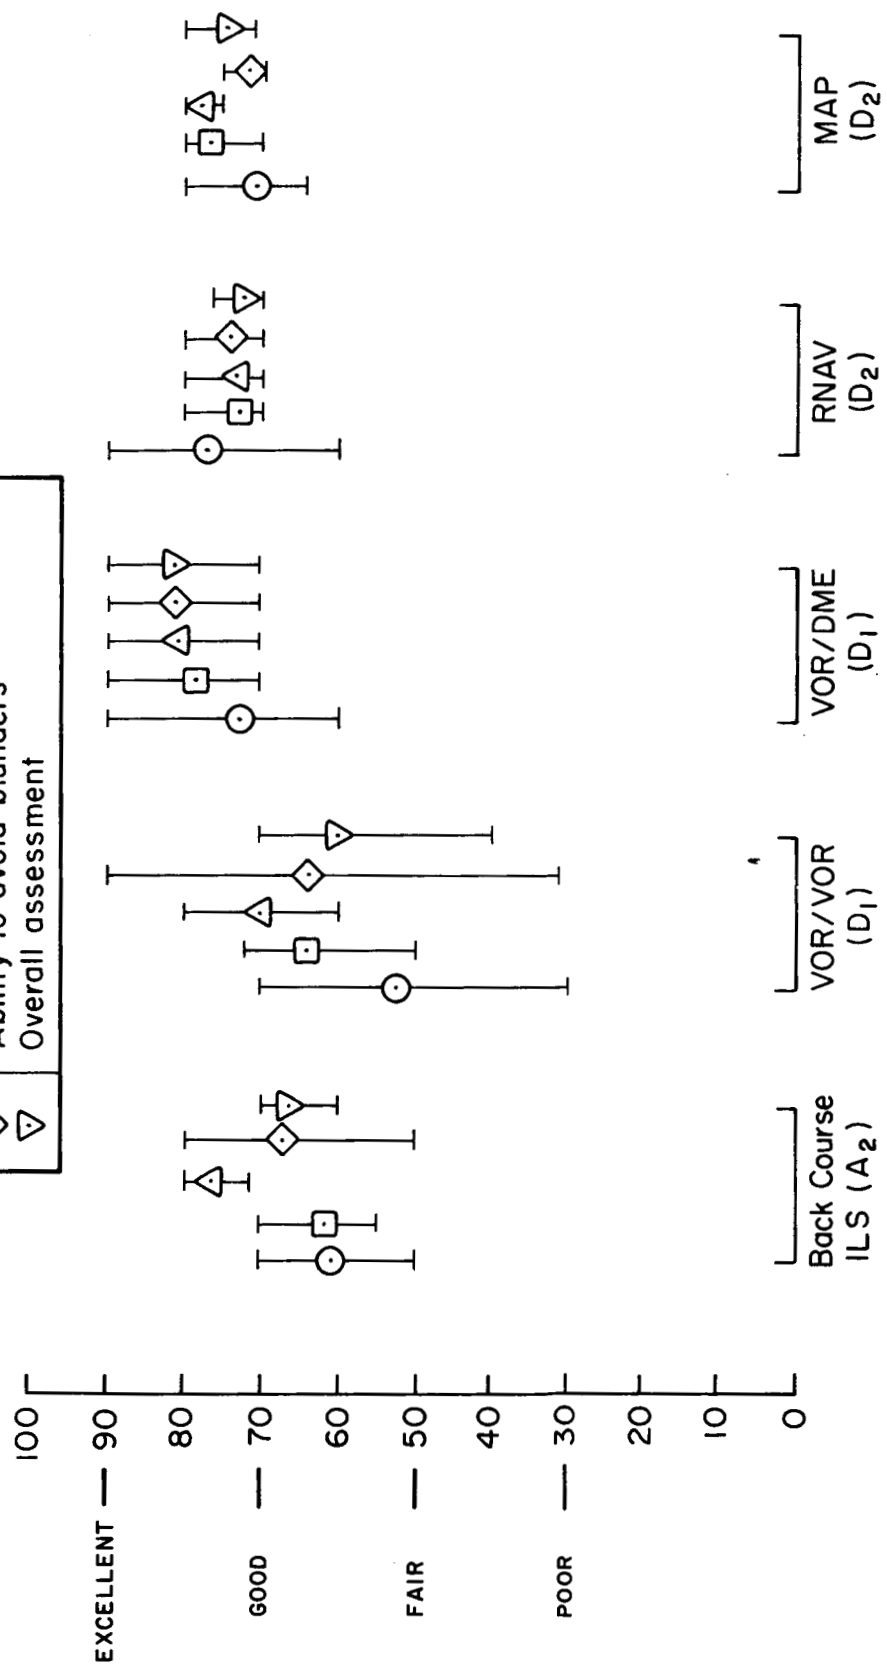 Ability to avoid blunders
Overall assessment
100
EXCELLENT — 90
80
GOOD — 70
60
FAIR — 50
40
POOR — 30
20
10
0
Back Course
ILS (A₂)
VOR/VOR
(D₁)
VOR/DME
(D₁)
RNAV
(D₂)
MAP
(D₂)